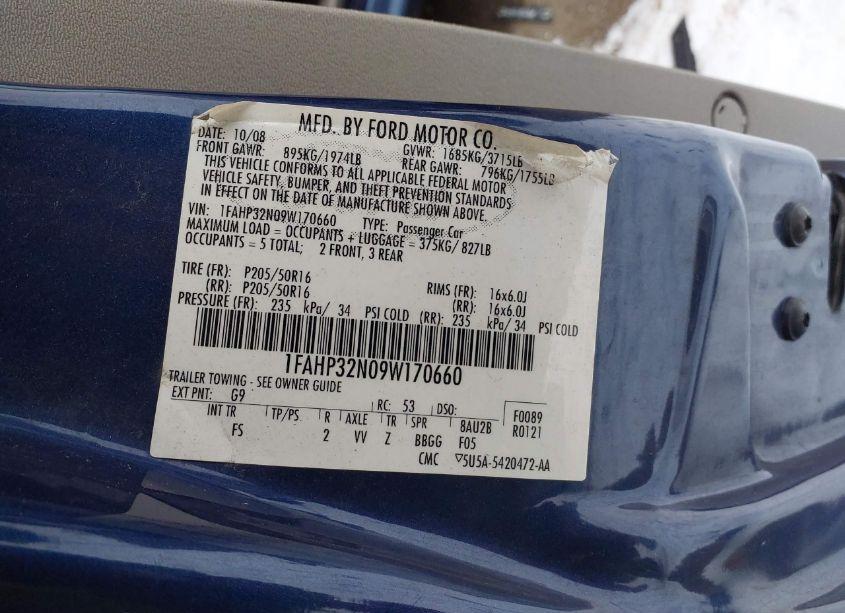 MFD. BY FORD MOTOR CO.
DATE: 10/08 GVWR: 1685KG/3715LB
FRONT GAWR: 895KG/1974LB REAR GAWR: 796KG/1755LB
THIS VEHICLE CONFORMS TO ALL APPLICABLE FEDERAL MOTOR
VEHICLE SAFETY, BUMPER, AND THEFT PREVENTION STANDARDS
IN EFFECT ON THE DATE OF MANUFACTURE SHOWN ABOVE.
VIN: 1FAHP32N09W170660 TYPE: Passenger Car
MAXIMUM LOAD = OCCUPANTS + LUGGAGE = 375KG/ 827LB
OCCUPANTS = 5 TOTAL; 2 FRONT, 3 REAR
TIRE (FR): P205/50R16 RIMS (FR): 16x6.0J
(RR): P205/50R16 (RR): 16x6.0J
PRESSURE (FR): 235 kPa/ 34 PSI COLD (RR): 235 kPa/ 34 PSI COLD
1FAHP32N09W170660
TRAILER TOWING - SEE OWNER GUIDE
EXT PNT: G9 RC: 53 DSO: F0089
INT TR TP/PS R AXLE TR SPR 8AU2B R0121
FS 2 VV Z BBGG F05
CMC ▽5U5A-5420472-AA